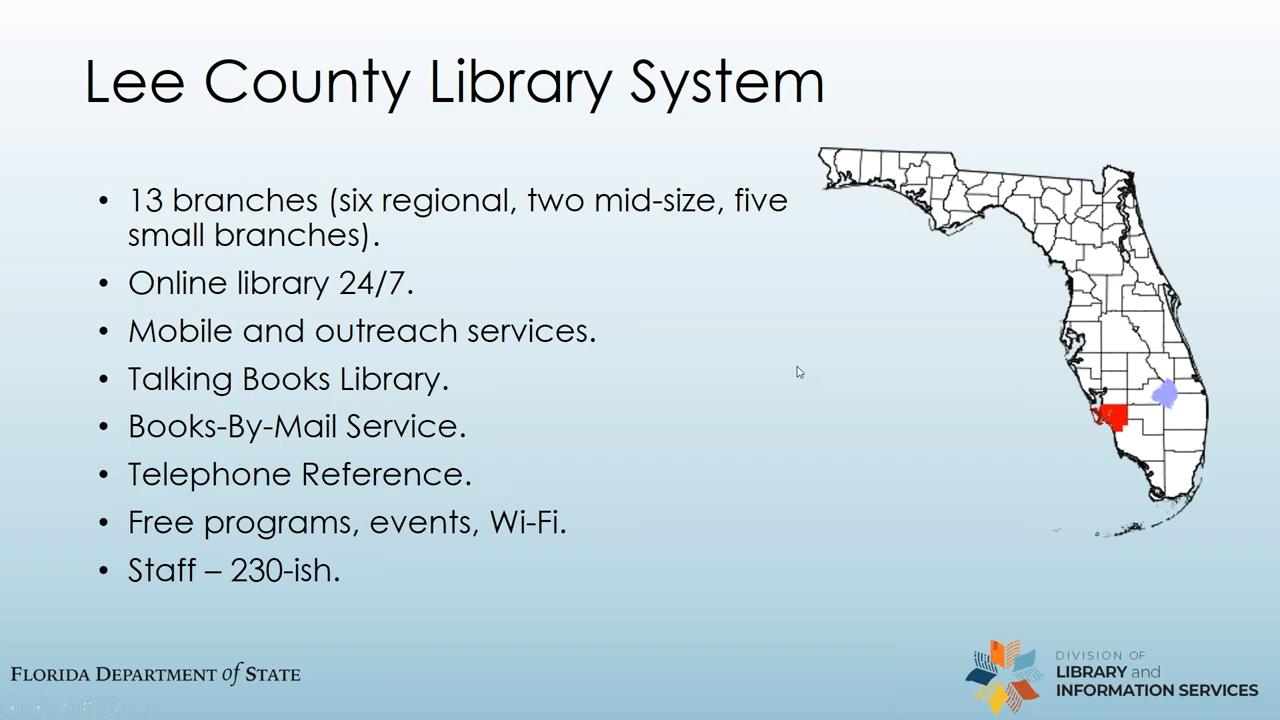 Lee County Library System
• 13 branches (six regional, two mid-size, five
small branches).
• Online library 24/7.
• Mobile and outreach services.
• Talking Books Library.
• Books-By-Mail Service.
• Telephone Reference.
• Free programs, events, Wi-Fi.
• Staff – 230-ish.
FLORIDA DEPARTMENT of STATE
DIVISION OF
LIBRARY and
INFORMATION SERVICES